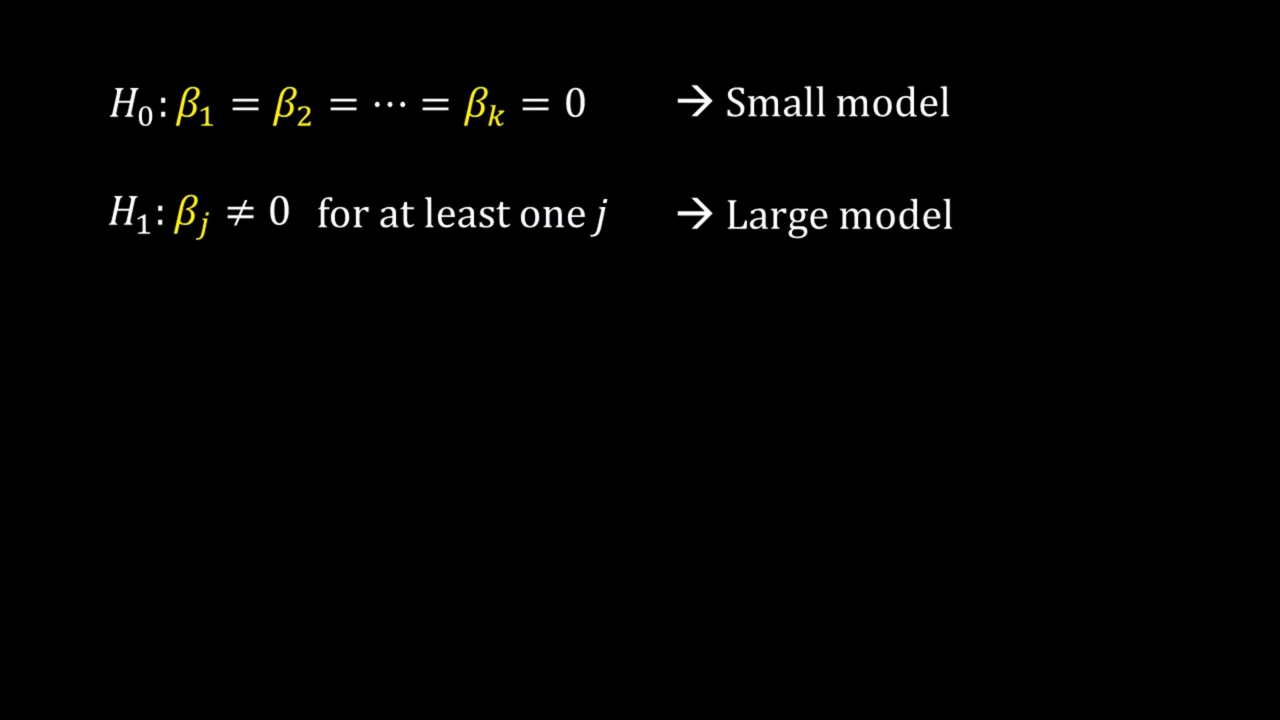 H₀: β₁ = β₂ = ⋯ = βₖ = 0 → Small model
H₁: βⱼ ≠ 0 for at least one j → Large model